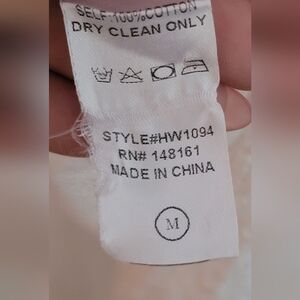 SELF:100%COTTON
DRY CLEAN ONLY
STYLE#HW1094
RN# 148161
MADE IN CHINA
M